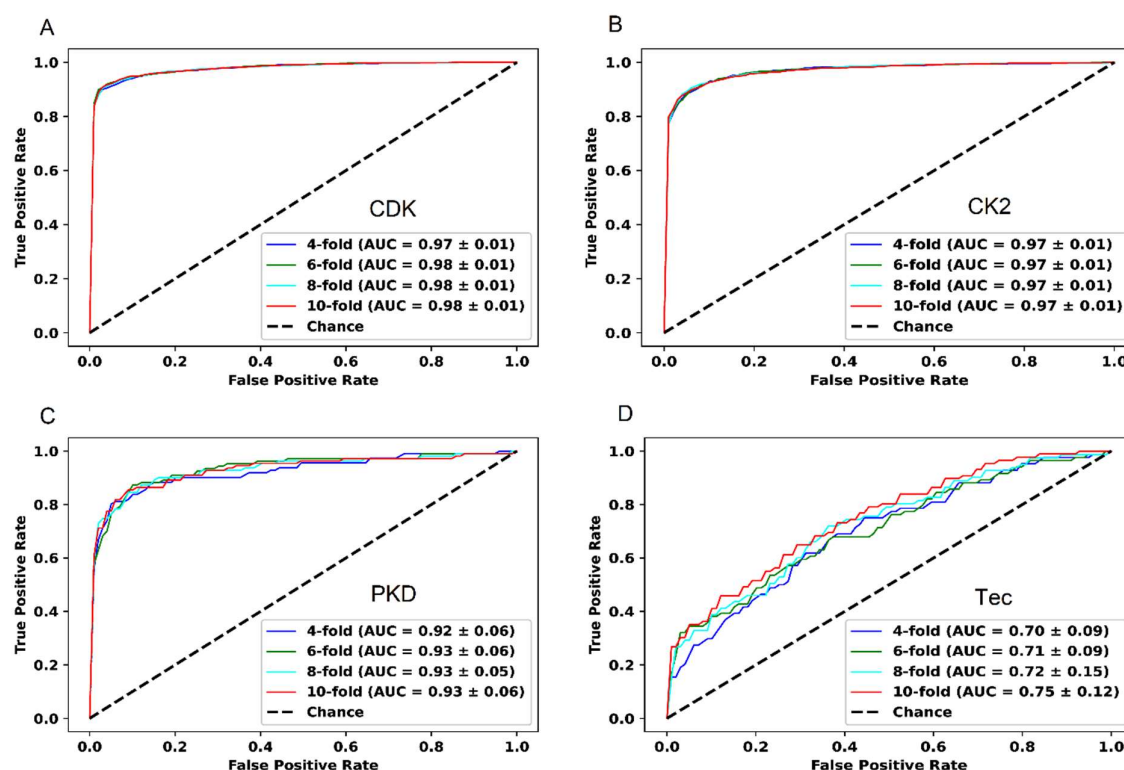 A
1.0
0.8
0.6
0.4
0.2
0.0
True Positive Rate
CDK
4-fold (AUC = 0.97 ± 0.01)
6-fold (AUC = 0.98 ± 0.01)
8-fold (AUC = 0.98 ± 0.01)
10-fold (AUC = 0.98 ± 0.01)
Chance
0.0 0.2 0.4 0.6 0.8 1.0
False Positive Rate
B
1.0
0.8
0.6
0.4
0.2
0.0
True Positive Rate
CK2
4-fold (AUC = 0.97 ± 0.01)
6-fold (AUC = 0.97 ± 0.01)
8-fold (AUC = 0.97 ± 0.01)
10-fold (AUC = 0.97 ± 0.01)
Chance
0.0 0.2 0.4 0.6 0.8 1.0
False Positive Rate
C
1.0
0.8
0.6
0.4
0.2
0.0
True Positive Rate
PKD
4-fold (AUC = 0.92 ± 0.06)
6-fold (AUC = 0.93 ± 0.06)
8-fold (AUC = 0.93 ± 0.05)
10-fold (AUC = 0.93 ± 0.06)
Chance
0.0 0.2 0.4 0.6 0.8 1.0
False Positive Rate
D
1.0
0.8
0.6
0.4
0.2
0.0
True Positive Rate
Tec
4-fold (AUC = 0.70 ± 0.09)
6-fold (AUC = 0.71 ± 0.09)
8-fold (AUC = 0.72 ± 0.15)
10-fold (AUC = 0.75 ± 0.12)
Chance
0.0 0.2 0.4 0.6 0.8 1.0
False Positive Rate